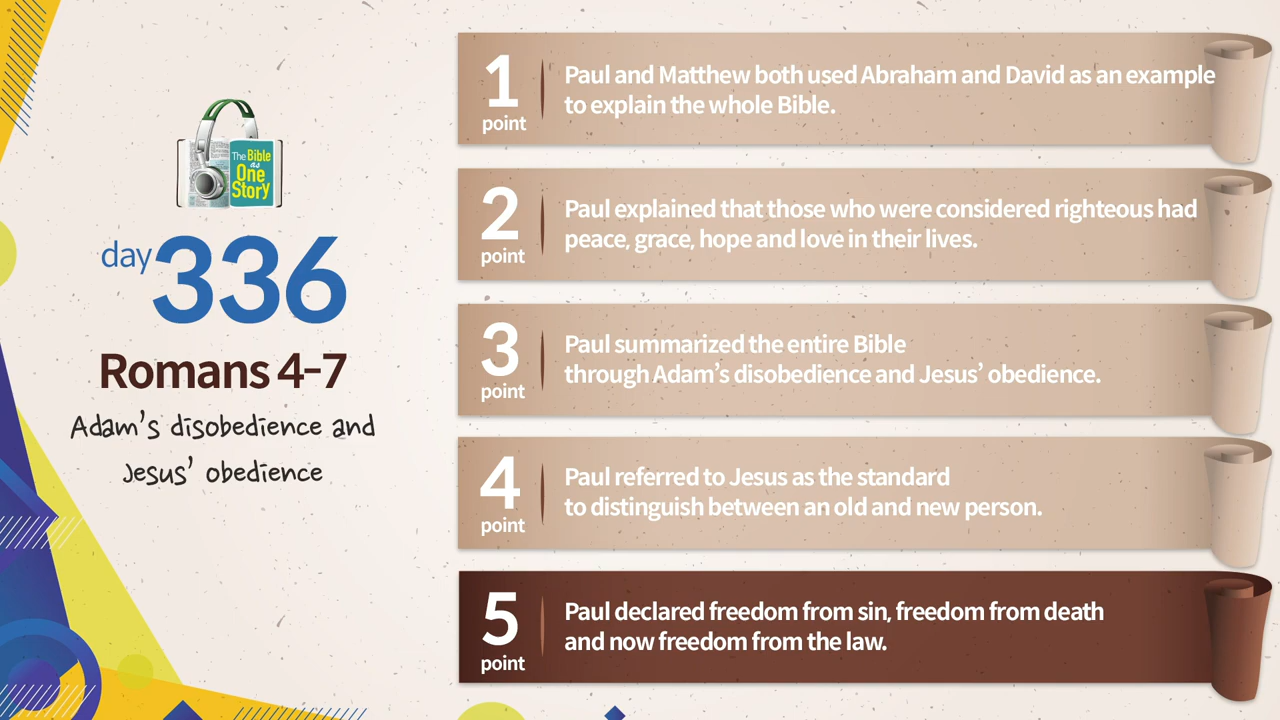 The Bible
as
One
Story
day 336
Romans 4-7
Adam's disobedience and
Jesus' obedience
1
point
Paul and Matthew both used Abraham and David as an example
to explain the whole Bible.
2
point
Paul explained that those who were considered righteous had
peace, grace, hope and love in their lives.
3
point
Paul summarized the entire Bible
through Adam's disobedience and Jesus' obedience.
4
point
Paul referred to Jesus as the standard
to distinguish between an old and new person.
5
point
Paul declared freedom from sin, freedom from death
and now freedom from the law.